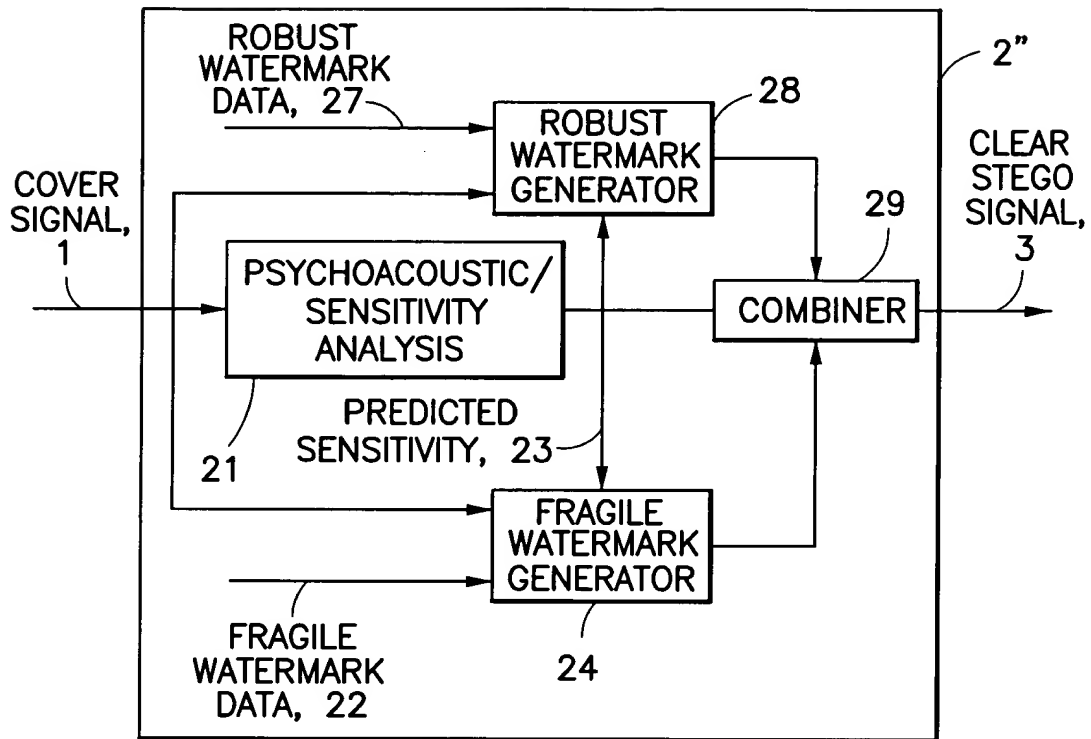 ROBUST
WATERMARK
DATA, 27
2"
28
ROBUST
WATERMARK
GENERATOR
CLEAR
STEGO
SIGNAL,
3
COVER
SIGNAL,
1
29
PSYCHOACOUSTIC/
SENSITIVITY
ANALYSIS
COMBINER
21
PREDICTED
SENSITIVITY, 23
FRAGILE
WATERMARK
GENERATOR
24
FRAGILE
WATERMARK
DATA, 22